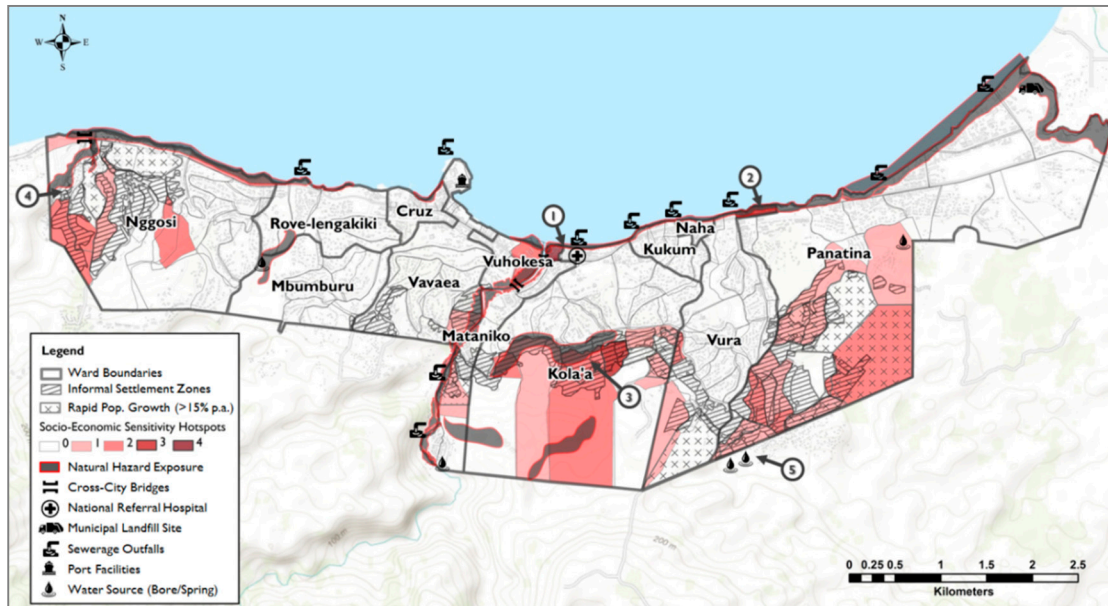 N
W E
S
1
2
4
Nggosi
Rove-lengakiki
Cruz
Naha
Kukum
Panatina
Vuhokesa
Mbumburu
Vavaea
Mataniko
Vura
Kola'a
3
5
100 m
200 m
Legend
Ward Boundaries
Informal Settlement Zones
Rapid Pop. Growth (>15% p.a.)
Socio-Economic Sensitivity Hotspots
0 1 2 3 4
Natural Hazard Exposure
Cross-City Bridges
National Referral Hospital
Municipal Landfill Site
Sewerage Outfalls
Port Facilities
Water Source (Bore/Spring)
0 0.25 0.5 1 1.5 2 2.5
Kilometers